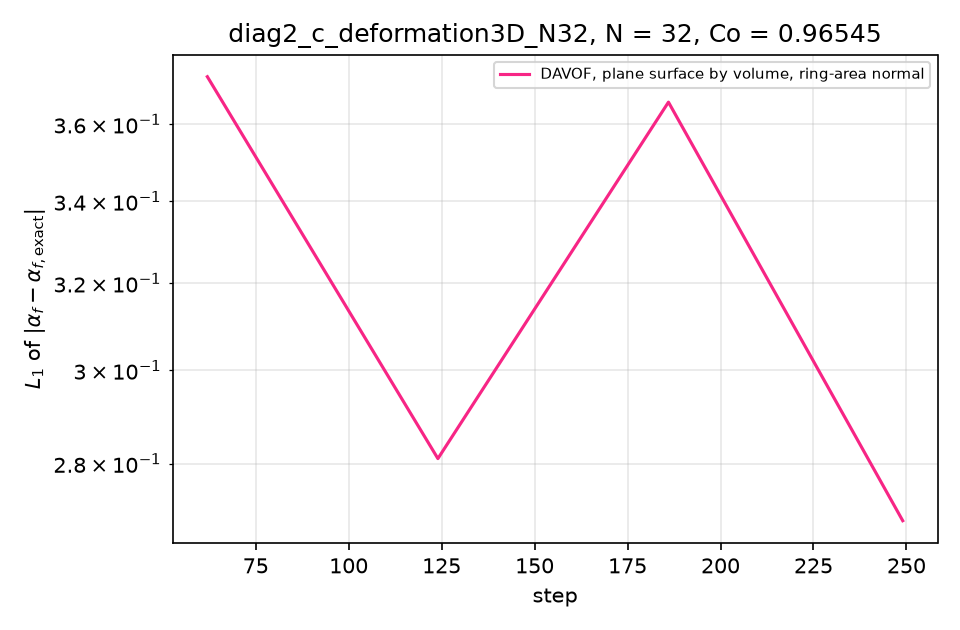 diag2_c_deformation3D_N32, N = 32, Co = 0.96545
DAVOF, plane surface by volume, ring-area normal
L₁ of |α_f − α_{f,exact}|
3.6 × 10⁻¹
3.4 × 10⁻¹
3.2 × 10⁻¹
3 × 10⁻¹
2.8 × 10⁻¹
75 100 125 150 175 200 225 250
step